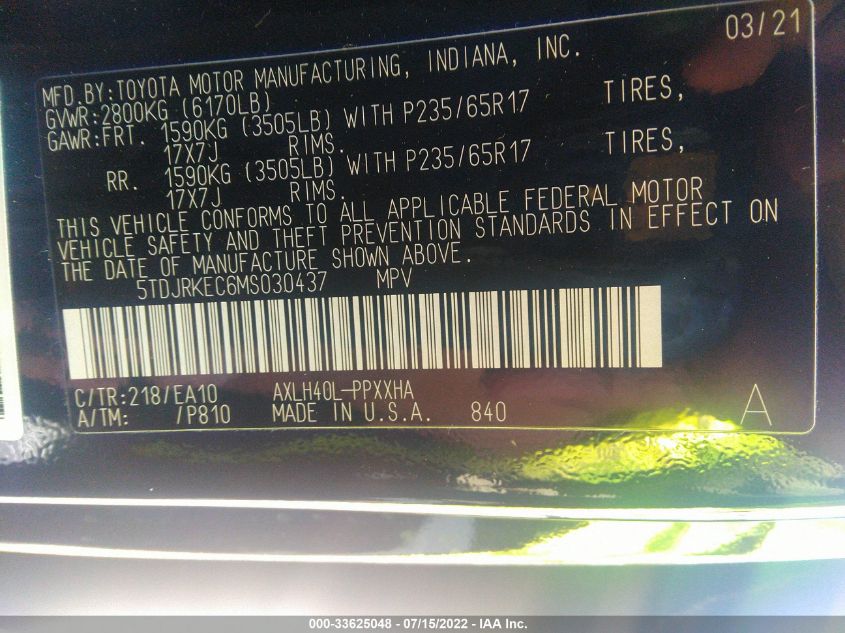 03/21
MFD.BY:TOYOTA MOTOR MANUFACTURING, INDIANA, INC.
GVWR:2800KG (6170LB)
GAWR:FRT. 1590KG (3505LB) WITH P235/65R17 TIRES,
17X7J RIMS.
RR. 1590KG (3505LB) WITH P235/65R17 TIRES,
17X7J RIMS.
THIS VEHICLE CONFORMS TO ALL APPLICABLE FEDERAL MOTOR
VEHICLE SAFETY AND THEFT PREVENTION STANDARDS IN EFFECT ON
THE DATE OF MANUFACTURE SHOWN ABOVE.
5TDJRKEC6MS030437 MPV
C/TR:218/EA10 AXLH40L-PPXXHA
A/TM: /P810 MADE IN U.S.A. 840 A
000-33625048 - 07/15/2022 - IAA Inc.